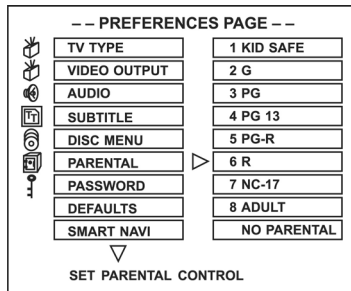 -- PREFERENCES PAGE --
TV TYPE
VIDEO OUTPUT
AUDIO
SUBTITLE
DISC MENU
PARENTAL
PASSWORD
DEFAULTS
SMART NAVI
1 KID SAFE
2 G
3 PG
4 PG 13
5 PG-R
6 R
7 NC-17
8 ADULT
NO PARENTAL
SET PARENTAL CONTROL